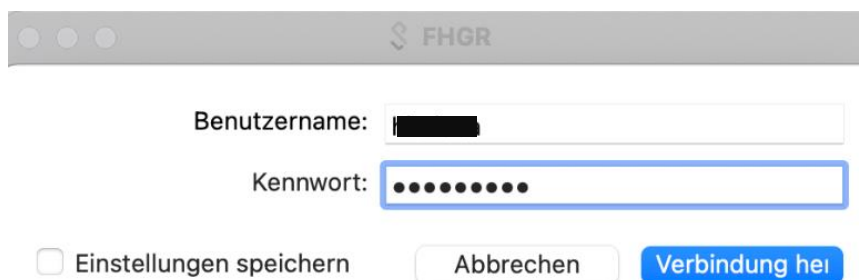 FHGR
Benutzername:
Kennwort: •••••••••
Einstellungen speichern Abbrechen Verbindung her